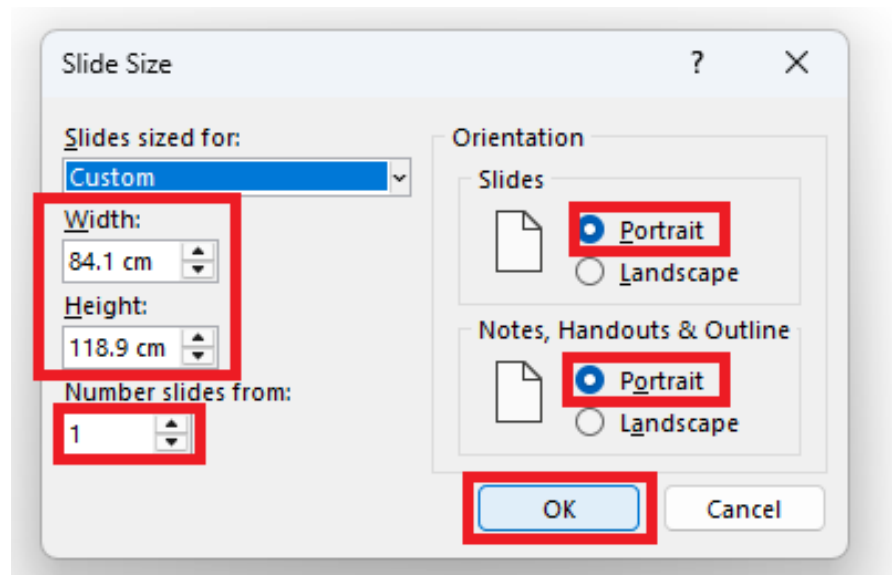 Slide Size ?
Slides sized for:
Custom
Width:
84.1 cm
Height:
118.9 cm
Number slides from:
1
Orientation
Slides
Portrait
Landscape
Notes, Handouts & Outline
Portrait
Landscape
OK
Cancel